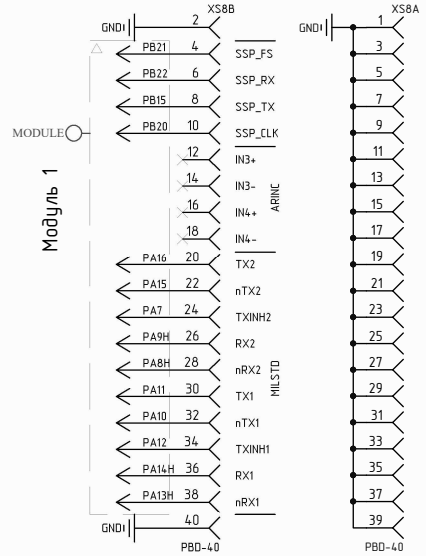 XS8B XS8A
GND 2 GND 1
PB21 4 SSP_FS 3
PB22 6 SSP_RX 5
PB15 8 SSP_TX 7
MODULE PB20 10 SSP_CLK 9
12 IN3+ 11
14 IN3- 13
ARINC
16 IN4+ 15
18 IN4- 17
Модуль 1
PA16 20 TX2 19
PA15 22 nTX2 21
PA7 24 TXINH2 23
PA9H 26 RX2 25
PA8H 28 nRX2 27
MILSTD
PA11 30 TX1 29
PA10 32 nTX1 31
PA12 34 TXINH1 33
PA14H 36 RX1 35
PA13H 38 nRX1 37
GND 40 39
PBD-40 PBD-40